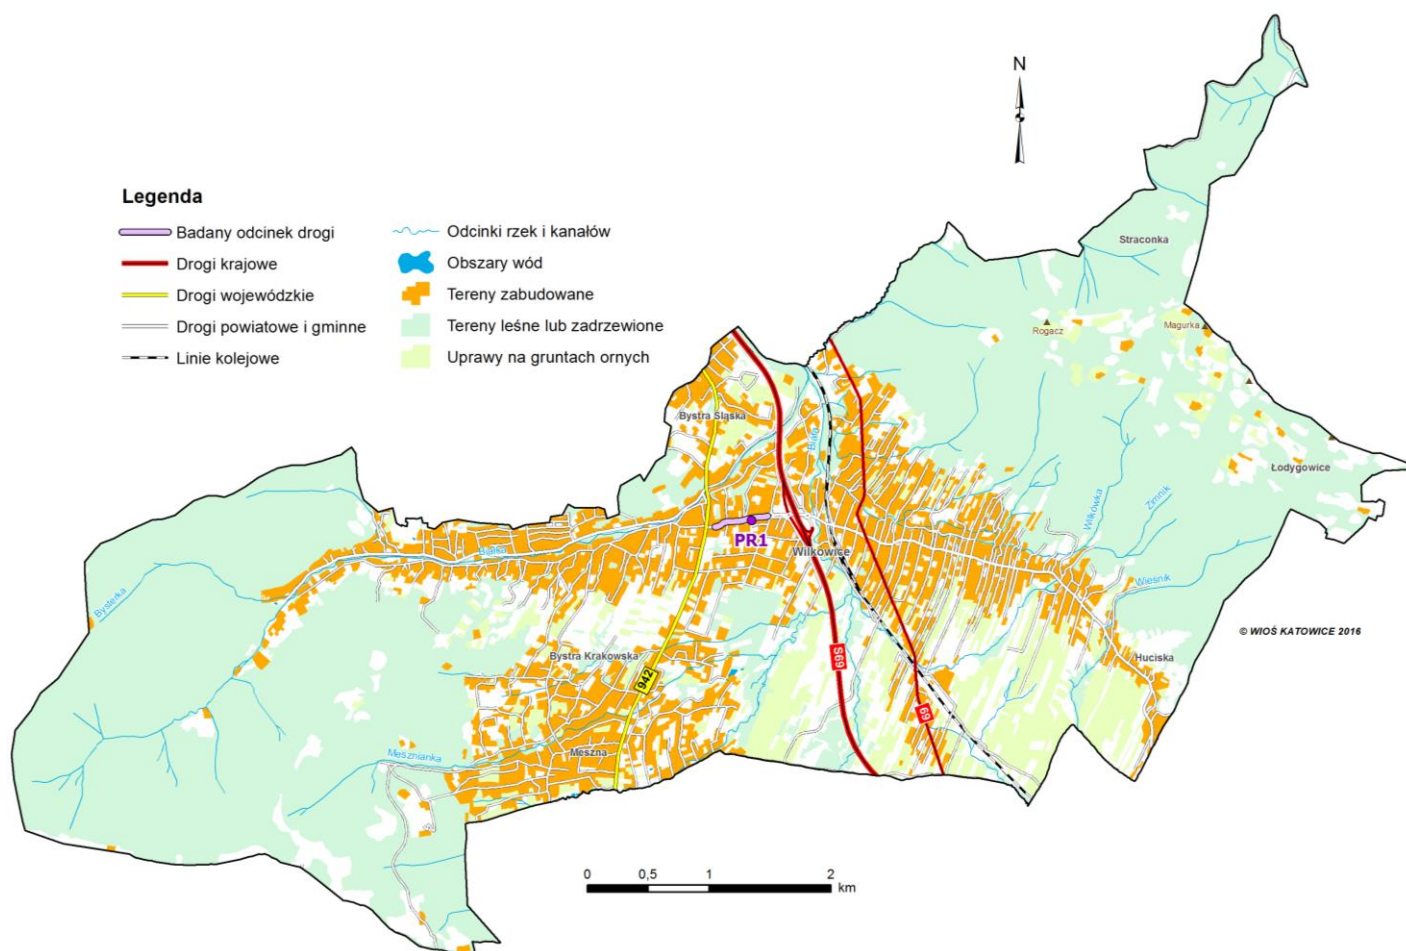 N
Legenda
Badany odcinek drogi
Drogi krajowe
Drogi wojewódzkie
Drogi powiatowe i gminne
Linie kolejowe
Odcinki rzek i kanałów
Obszary wód
Tereny zabudowane
Tereny leśne lub zadrzewione
Uprawy na gruntach ornych
Straconka
Rogacz
Magurka
Bystra Śląska
Biała
Łodygowice
Wilkówka
Zimnik
PR1
Wilkowice
Białka
Bysterka
Wieśnik
© WIOŚ KATOWICE 2016
Bystra Krakowska
S69
Huciska
942
69
Meszna
Mesznianka
0 0,5 1 2
km